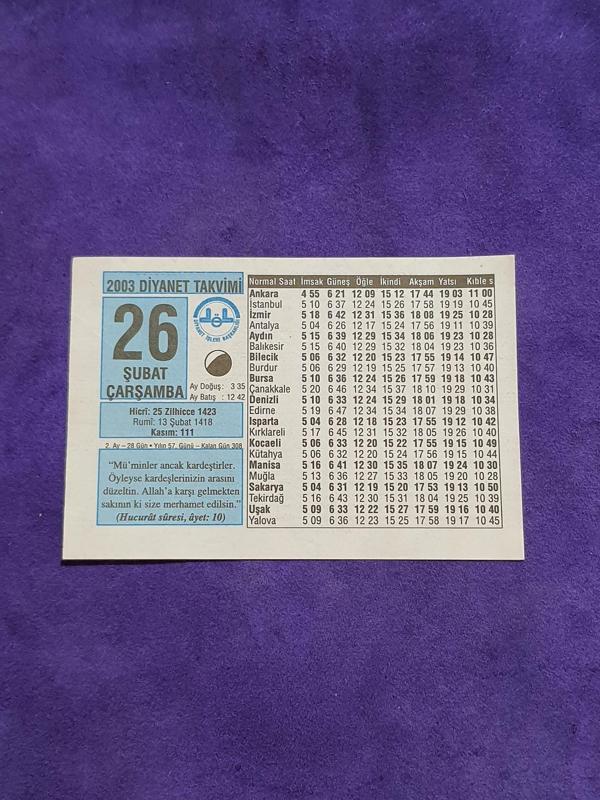 2003 DİYANET TAKVİMİ
26
ŞUBAT
ÇARŞAMBA
DİYANET İŞLERİ BAŞKANLIĞI
Ay Doğuş: 3 35
Ay Batış : 12 42
Hicrî: 25 Zilhicce 1423
Rumî: 13 Şubat 1418
Kasım: 111
2. Ay – 28 Gün • Yılın 57. Günü – Kalan Gün 308
“Mü’minler ancak kardeştirler.
Öyleyse kardeşlerinizin arasını
düzeltin. Allah’a karşı gelmekten
sakının ki size merhamet edilsin.”
(Hucurât sûresi, âyet: 10)
Normal Saat İmsak Güneş Öğle İkindi Akşam Yatsı Kıble s
Ankara 4 55 6 21 12 09 15 12 17 44 19 03 11 00
İstanbul 5 10 6 37 12 24 15 26 17 58 19 19 10 45
İzmir 5 18 6 42 12 31 15 36 18 08 19 25 10 28
Antalya 5 04 6 26 12 17 15 24 17 56 19 11 10 39
Aydın 5 15 6 39 12 29 15 34 18 06 19 23 10 28
Balıkesir 5 15 6 40 12 29 15 32 18 04 19 23 10 36
Bilecik 5 06 6 32 12 20 15 23 17 55 19 14 10 47
Burdur 5 06 6 29 12 19 15 25 17 57 19 13 10 40
Bursa 5 10 6 36 12 24 15 26 17 59 19 18 10 43
Çanakkale 5 20 6 46 12 34 15 37 18 10 19 29 10 31
Denizli 5 10 6 33 12 24 15 29 18 01 19 18 10 34
Edirne 5 19 6 47 12 34 15 34 18 07 19 29 10 38
Isparta 5 04 6 28 12 18 15 23 17 55 19 12 10 42
Kırklareli 5 17 6 45 12 31 15 32 18 05 19 26 10 40
Kocaeli 5 06 6 33 12 20 15 22 17 55 19 15 10 49
Kütahya 5 06 6 32 12 20 15 24 17 56 19 15 10 44
Manisa 5 16 6 41 12 30 15 35 18 07 19 24 10 30
Muğla 5 13 6 36 12 27 15 33 18 05 19 20 10 28
Sakarya 5 04 6 31 12 19 15 20 17 53 19 13 10 50
Tekirdağ 5 16 6 43 12 30 15 31 18 04 19 25 10 39
Uşak 5 09 6 33 12 22 15 27 17 59 19 16 10 40
Yalova 5 09 6 36 12 23 15 25 17 58 19 17 10 45